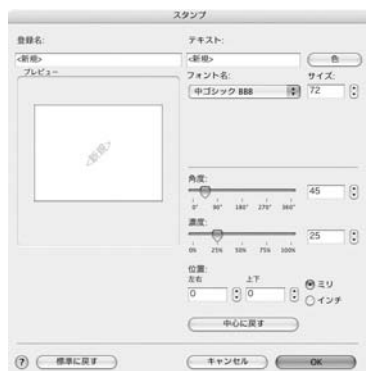 スタンプ
登録名:
<新規>
プレビュー
<新規>
テキスト:
<新規>
色
フォント名:
サイズ:
中ゴシック BBB
72
角度:
45
0° 90° 180° 270° 360°
濃度:
25
0% 25% 50% 75% 100%
位置:
左右
上下
0
0
ミリ
インチ
中心に戻す
?
標準に戻す
キャンセル
OK